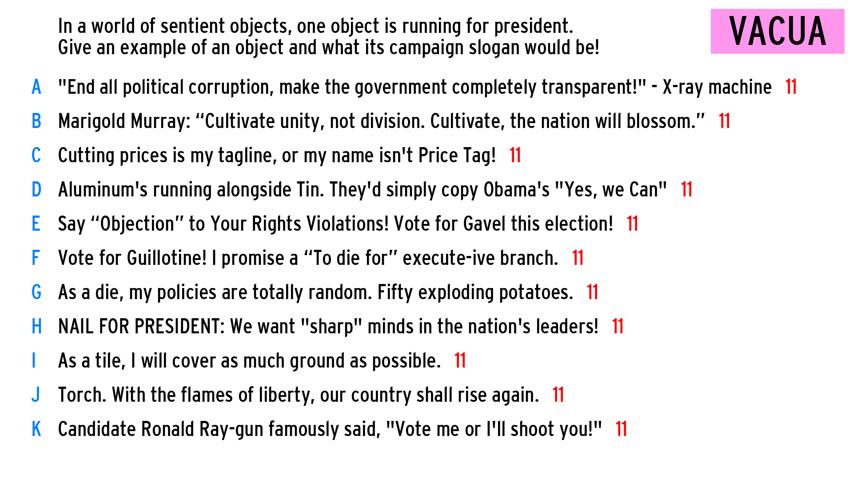 In a world of sentient objects, one object is running for president.
Give an example of an object and what its campaign slogan would be!
VACUA
A "End all political corruption, make the government completely transparent!" - X-ray machine 11
B Marigold Murray: “Cultivate unity, not division. Cultivate, the nation will blossom.” 11
C Cutting prices is my tagline, or my name isn't Price Tag! 11
D Aluminum's running alongside Tin. They'd simply copy Obama's "Yes, we Can" 11
E Say “Objection” to Your Rights Violations! Vote for Gavel this election! 11
F Vote for Guillotine! I promise a “To die for” execute-ive branch. 11
G As a die, my policies are totally random. Fifty exploding potatoes. 11
H NAIL FOR PRESIDENT: We want "sharp" minds in the nation's leaders! 11
I As a tile, I will cover as much ground as possible. 11
J Torch. With the flames of liberty, our country shall rise again. 11
K Candidate Ronald Ray-gun famously said, "Vote me or I'll shoot you!" 11